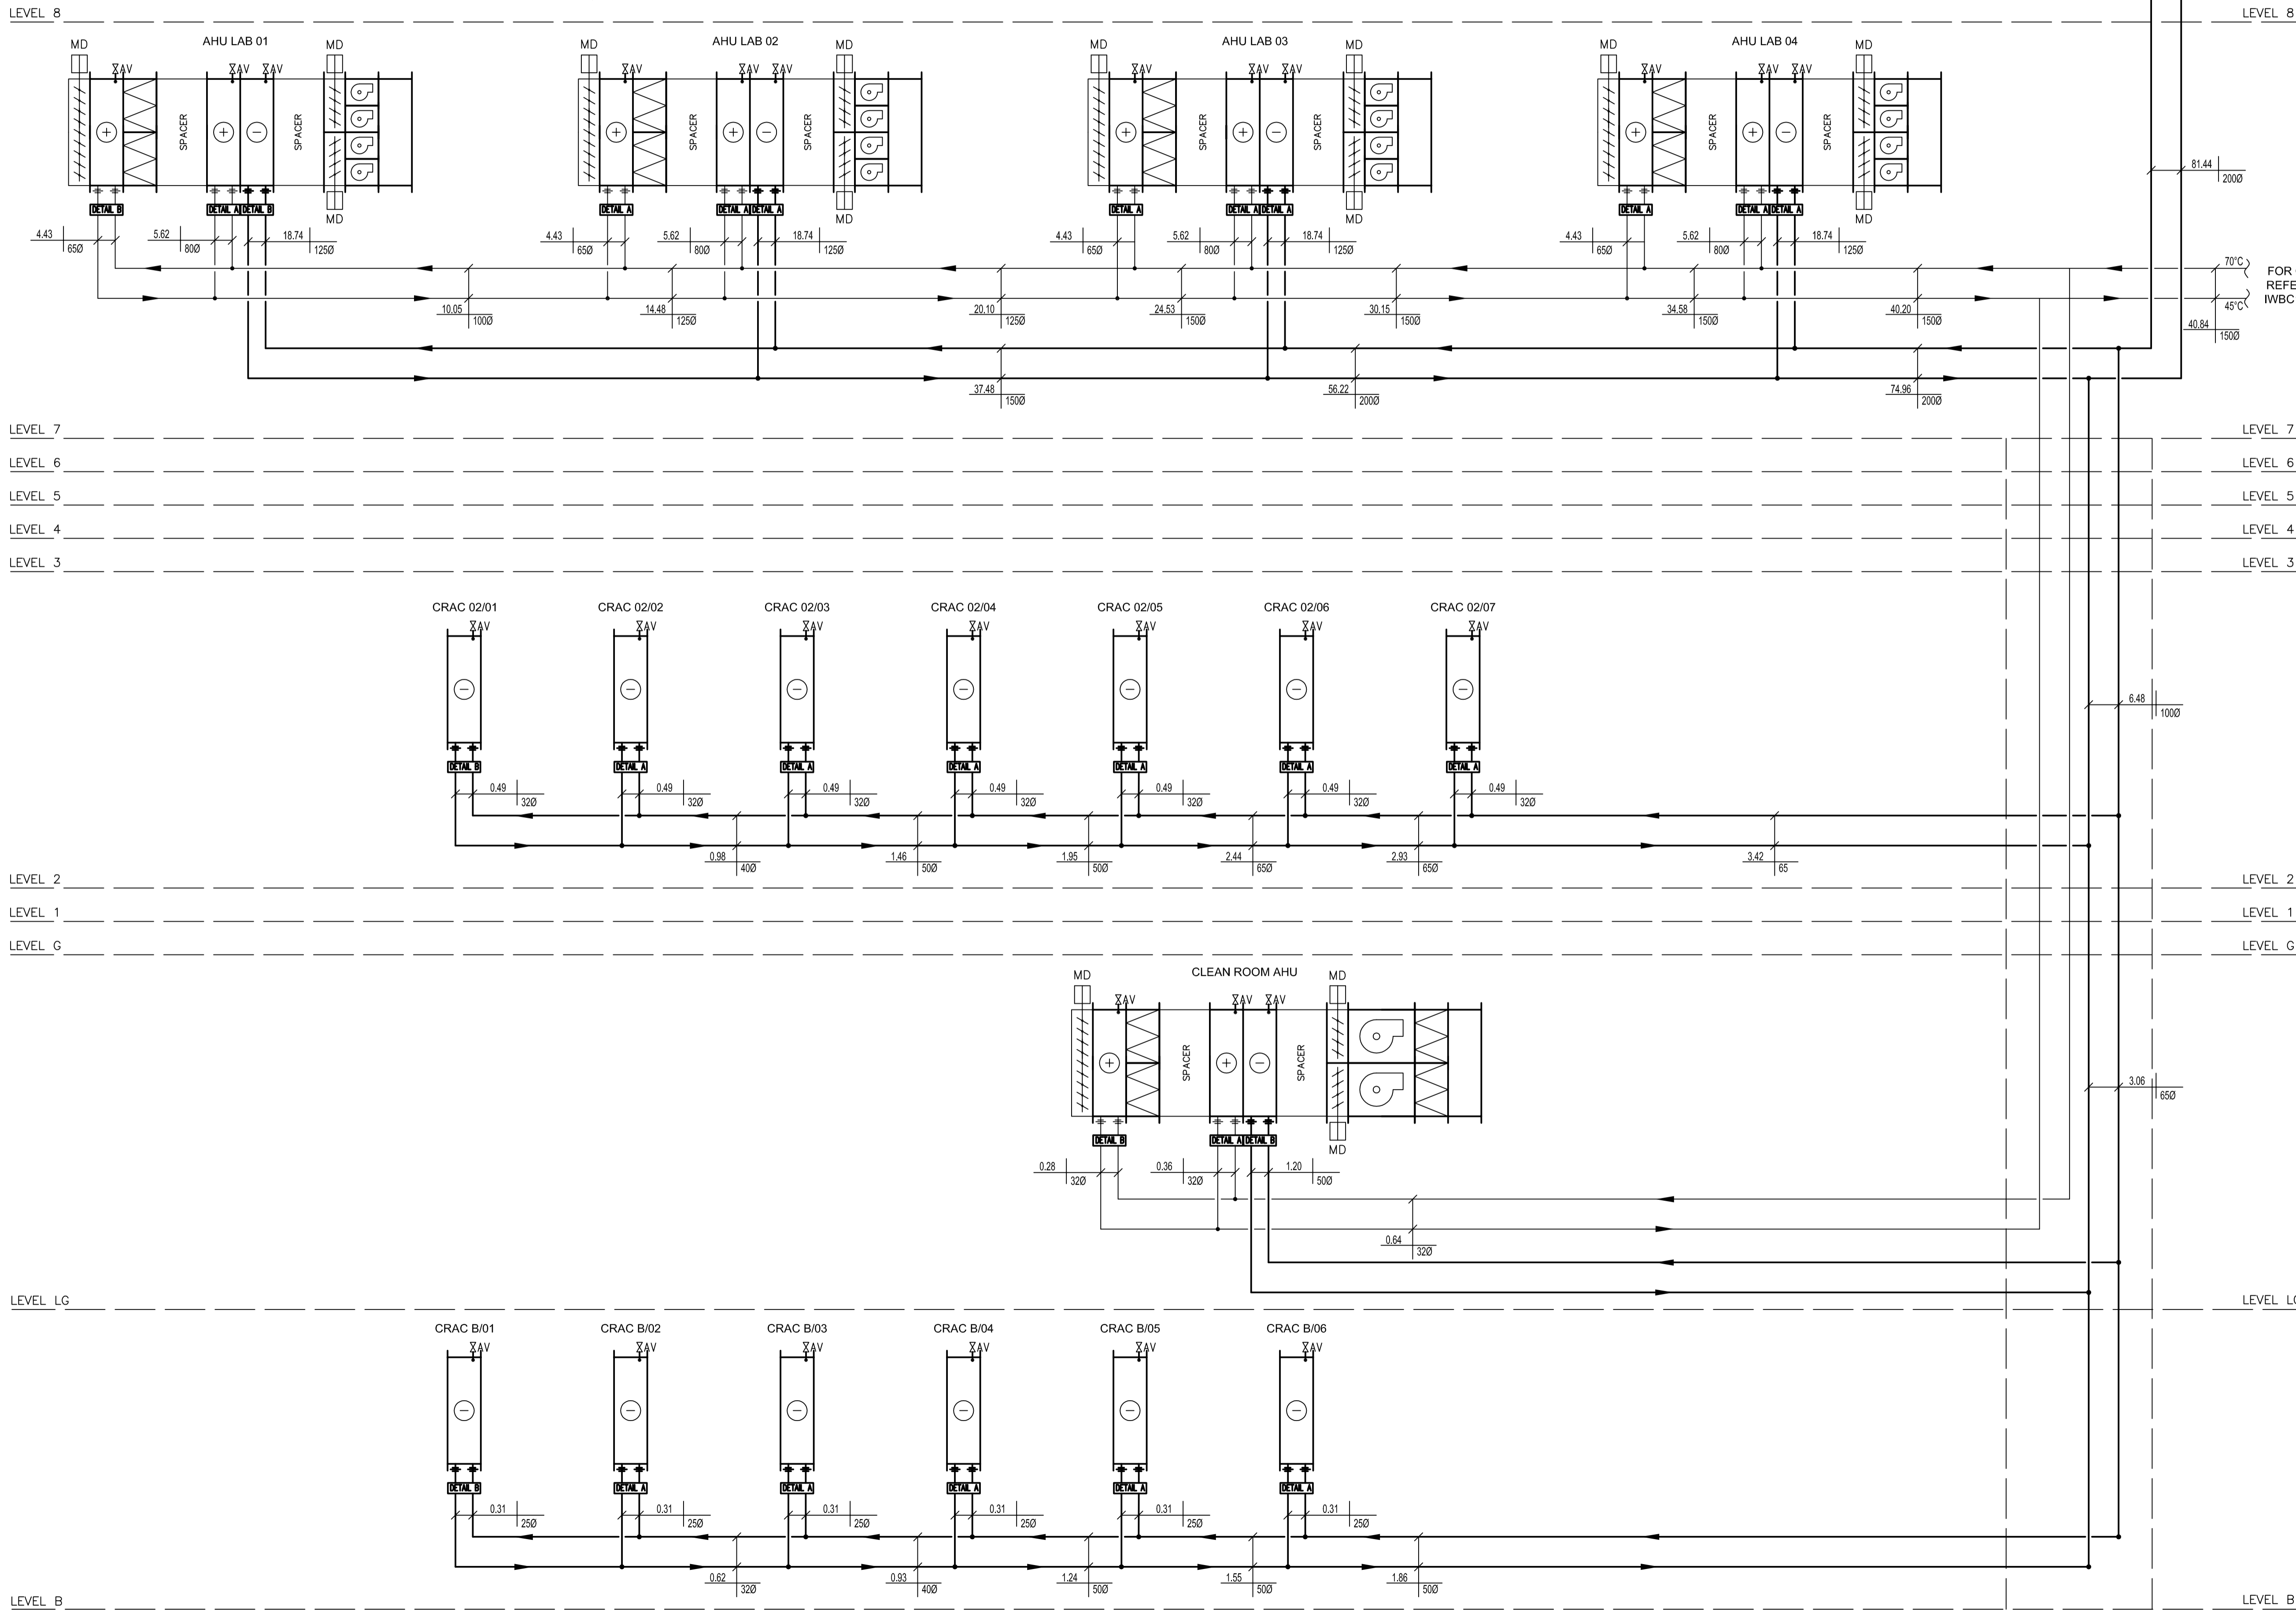 LEVEL 8 LEVEL 8
AHU LAB 01 AHU LAB 02 AHU LAB 03 AHU LAB 04
MD MD MD MD MD MD MD MD
AV AV AV AV AV AV AV AV AV AV AV AV
SPACER SPACER SPACER SPACER SPACER SPACER SPACER SPACER
81.44
200Ø
DETAIL B DETAIL A DETAIL B DETAIL A DETAIL A DETAIL A DETAIL A DETAIL A DETAIL A DETAIL A DETAIL A DETAIL A
MD MD MD MD
4.43 5.62 18.74 4.43 5.62 18.74 4.43 5.62 18.74 4.43 5.62 18.74
65Ø 80Ø 125Ø 65Ø 80Ø 125Ø 65Ø 80Ø 125Ø 65Ø 80Ø 125Ø
70°C
FOR
REFE
IWBC
45°C
10.05 14.48 20.10 24.53 30.15 34.58 40.20
100Ø 125Ø 125Ø 150Ø 150Ø 150Ø 150Ø
40.84
150Ø
37.48 56.22 74.96
150Ø 200Ø 200Ø
LEVEL 7 LEVEL 7
LEVEL 6 LEVEL 6
LEVEL 5 LEVEL 5
LEVEL 4 LEVEL 4
LEVEL 3 LEVEL 3
CRAC 02/01 CRAC 02/02 CRAC 02/03 CRAC 02/04 CRAC 02/05 CRAC 02/06 CRAC 02/07
AV AV AV AV AV AV AV
6.48
100Ø
DETAIL B DETAIL A DETAIL A DETAIL A DETAIL A DETAIL A DETAIL A
0.49 0.49 0.49 0.49 0.49 0.49 0.49
32Ø 32Ø 32Ø 32Ø 32Ø 32Ø 32Ø
0.98 1.46 1.95 2.44 2.93 3.42
40Ø 50Ø 50Ø 65Ø 65Ø 65
LEVEL 2 LEVEL 2
LEVEL 1 LEVEL 1
LEVEL G LEVEL G
CLEAN ROOM AHU
MD MD
AV AV AV
SPACER SPACER
3.06
65Ø
DETAIL B DETAIL A DETAIL B
MD
0.28 0.36 1.20
32Ø 32Ø 50Ø
0.64
32Ø
LEVEL LG LEVEL LG
CRAC B/01 CRAC B/02 CRAC B/03 CRAC B/04 CRAC B/05 CRAC B/06
AV AV AV AV AV AV
DETAIL B DETAIL A DETAIL A DETAIL A DETAIL A DETAIL A
0.31 0.31 0.31 0.31 0.31 0.31
25Ø 25Ø 25Ø 25Ø 25Ø 25Ø
0.62 0.93 1.24 1.55 1.86
32Ø 40Ø 50Ø 50Ø 50Ø
LEVEL B LEVEL B